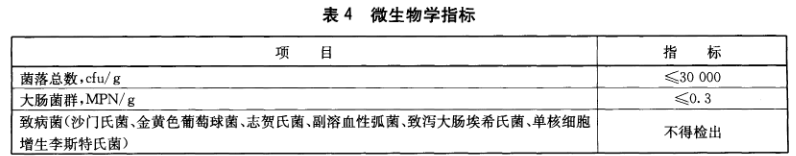 表 4 微生物学指标
项 目 指 标
菌落总数,cfu/g ≤30 000
大肠菌群,MPN/g ≤0.3
致病菌(沙门氏菌、金黄色葡萄球菌、志贺氏菌、副溶血性弧菌、致泻大肠埃希氏菌、单核细胞
增生李斯特氏菌) 不得检出